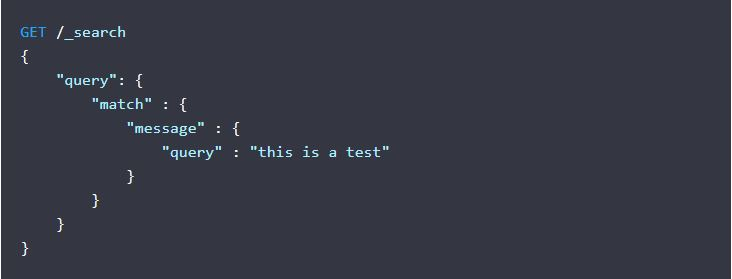 GET /_search
{
    "query": {
        "match" : {
            "message" : {
                "query" : "this is a test"
            }
        }
    }
}